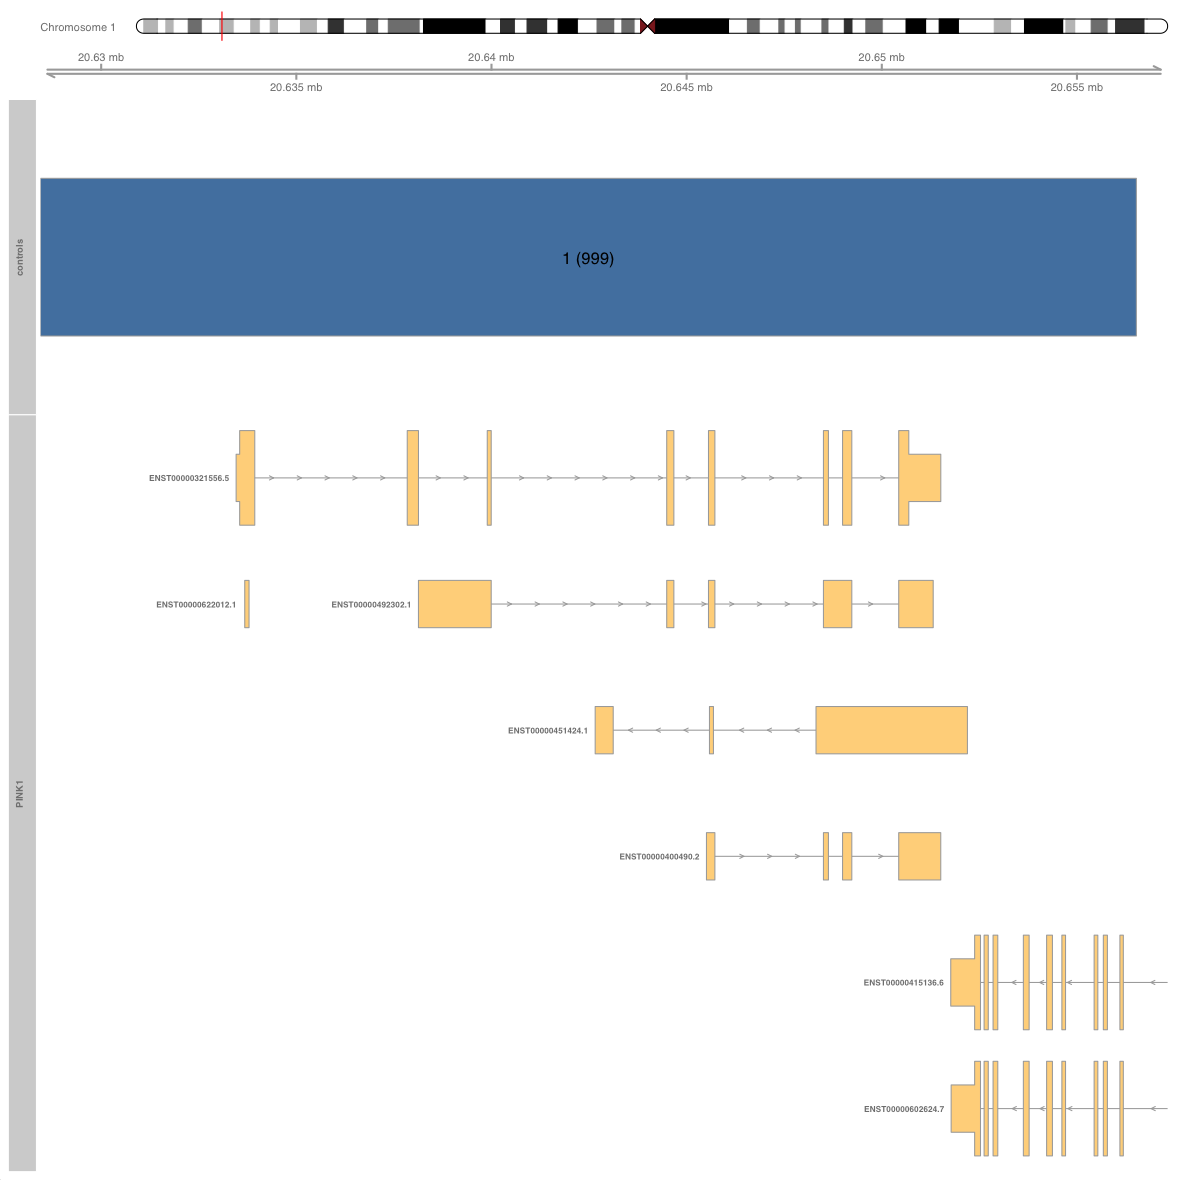 Chromosome 1
20.63 mb
20.64 mb
20.65 mb
20.635 mb
20.645 mb
20.655 mb
controls
1 (999)
PINK1
ENST00000321556.5
ENST00000622012.1
ENST00000492302.1
ENST00000451424.1
ENST00000400490.2
ENST00000415136.6
ENST00000602624.7